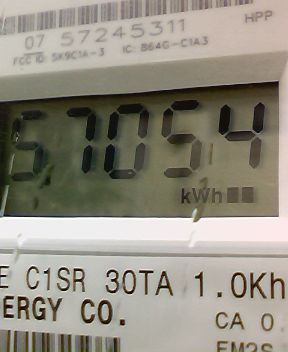 HPP
07 57245311
FCC ID: SK9C1A-3 IC: 864G-C1A3
57054
kWh
E C1SR 30TA 1.0Kh
ERGY CO.
CA 0.
FM2S